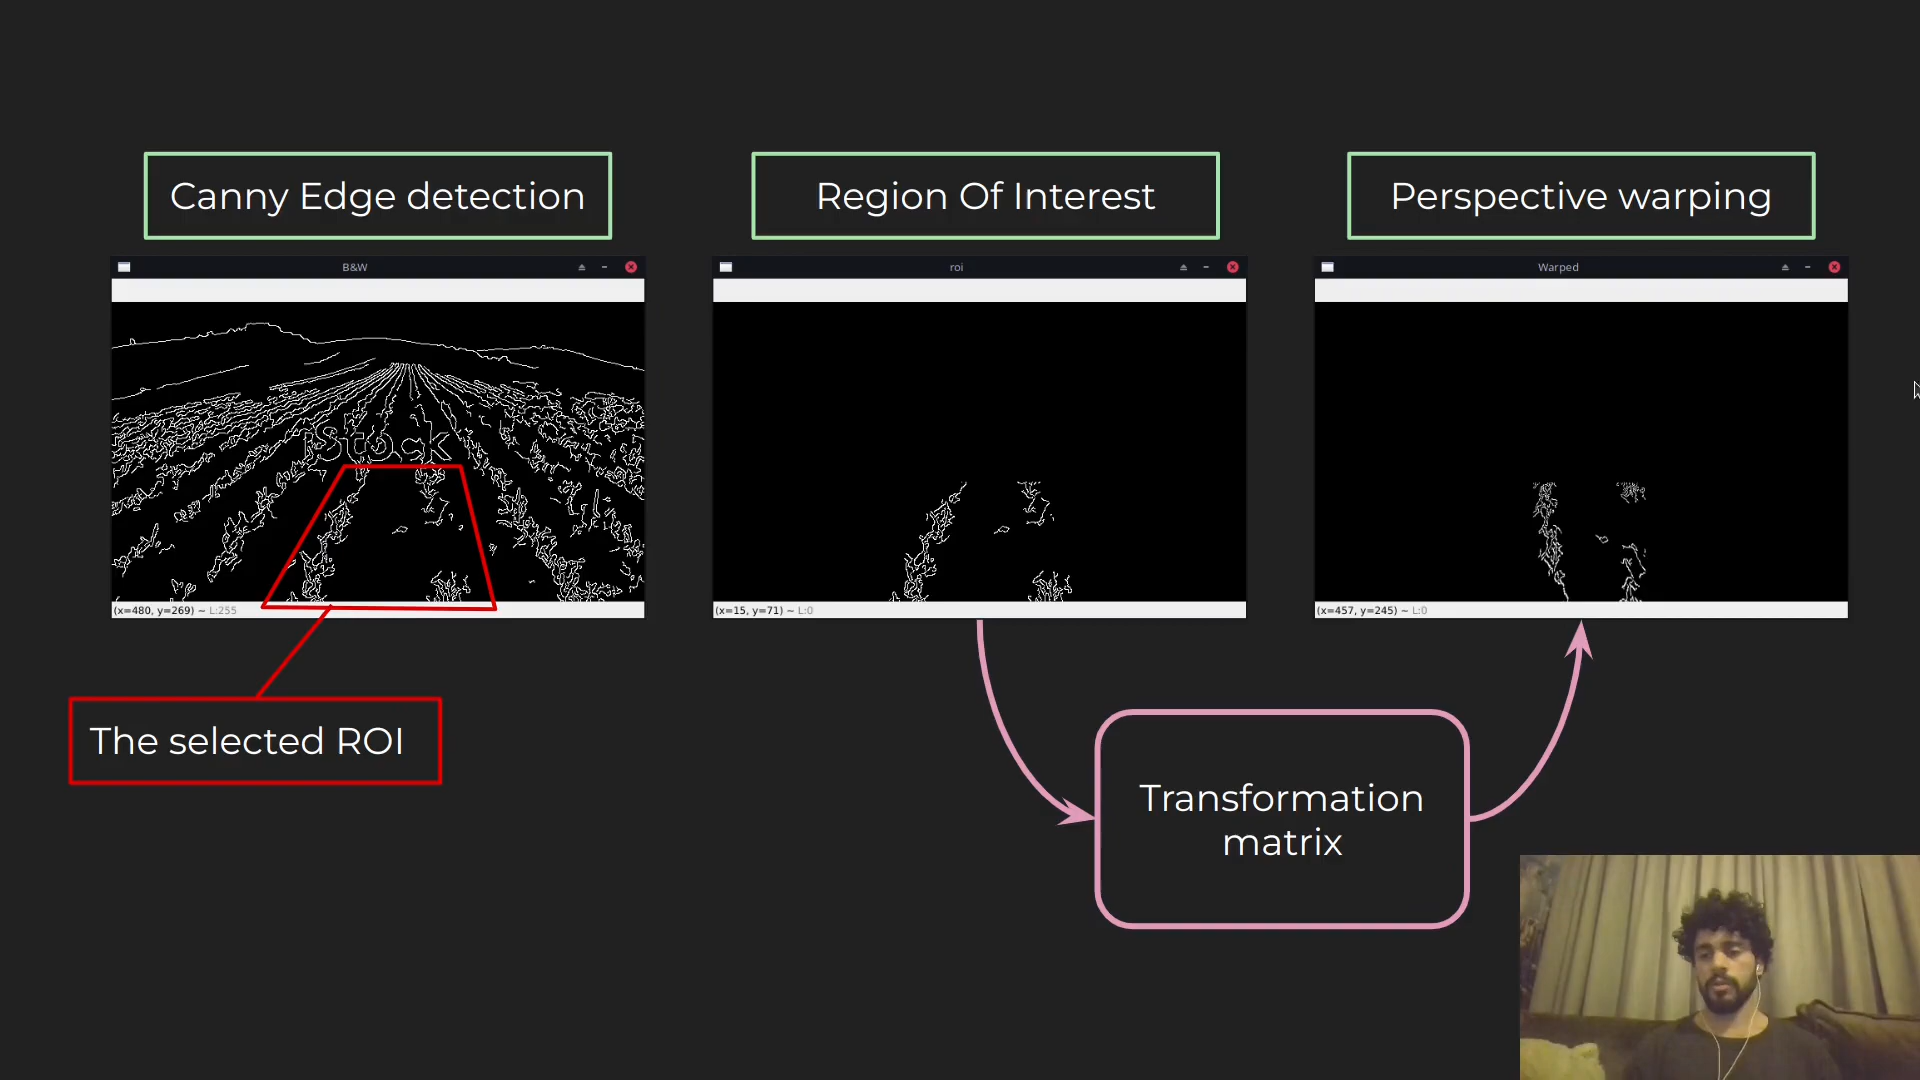 Canny Edge detection
Region Of Interest
Perspective warping
B&W
roi
Warped
iStock
(x=480, y=269) ~ L:255
(x=15, y=71) ~ L:0
(x=457, y=245) ~ L:0
The selected ROI
Transformation
matrix